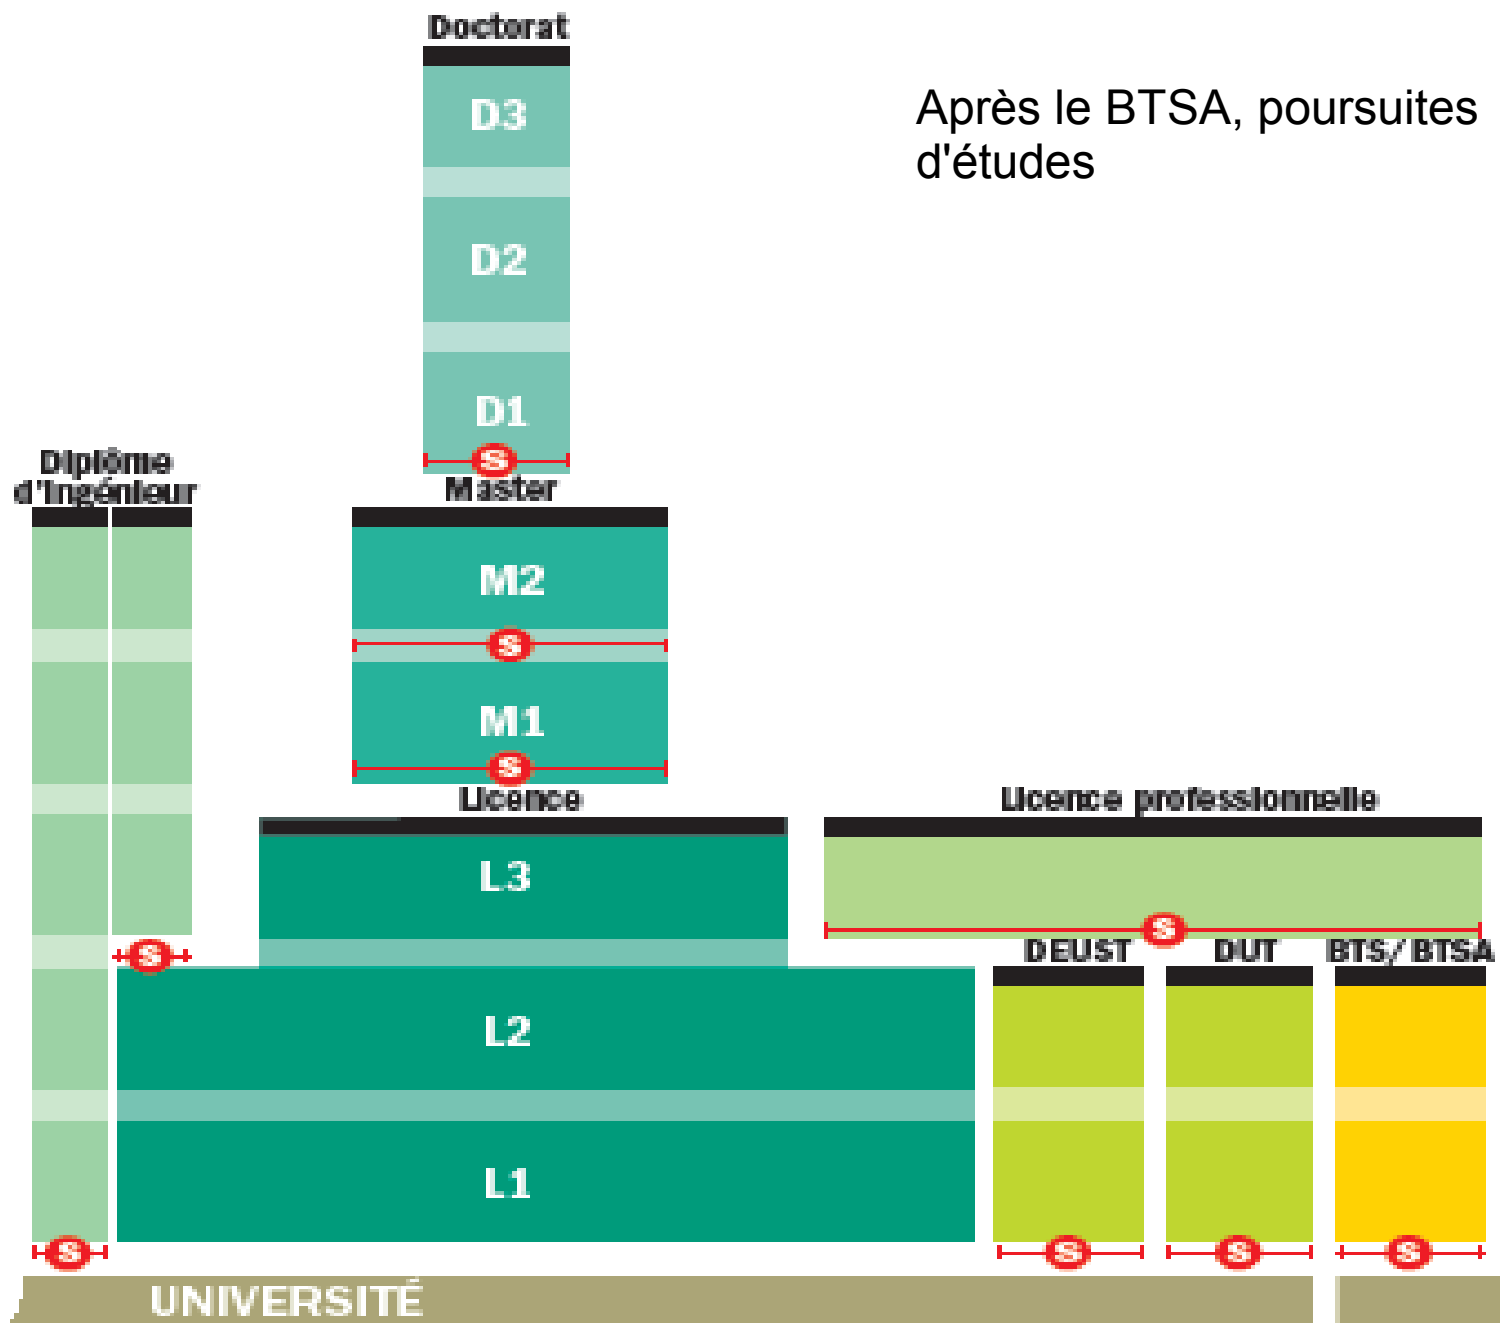 Doctorat
D3
Après le BTSA, poursuites
d'études
D2
D1
S
Diplôme
d'ingénieur
Master
M2
S
M1
S
Licence
Licence professionnelle
L3
S
S
DEUST
DUT
BTS/BTSA
L2
L1
S
S
S
S
UNIVERSITÉ